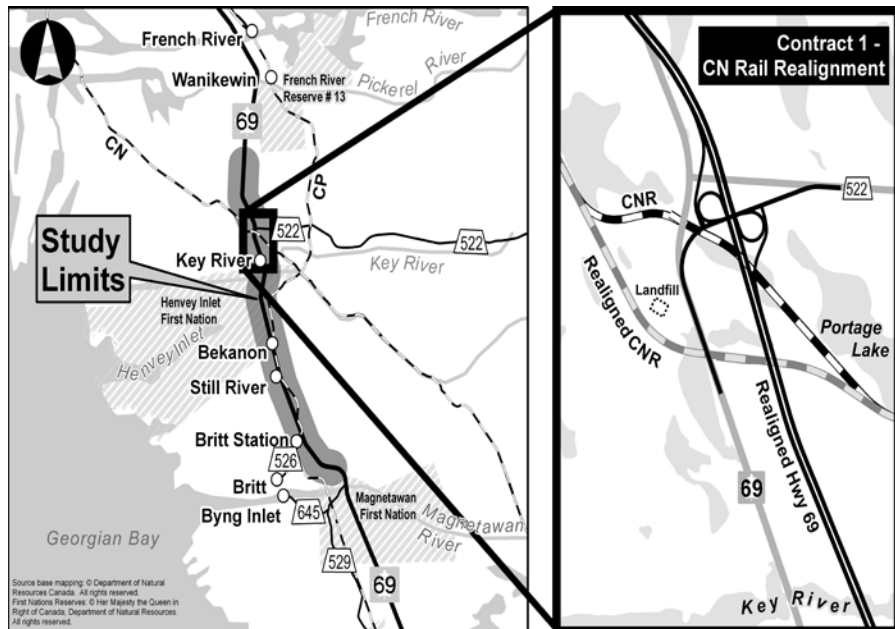 French River
French
River
Wanikewin
French River
Reserve # 13
Pickerel
River
69
CN
CP
522
522
Study
Limits
Key River
Key River
Henvey Inlet
First Nation
Henvey Inlet
Bekanon
Still River
Britt Station
526
Britt
Byng Inlet
645
Magnetawan
First Nation
Magnetawan
River
529
69
Georgian Bay
Source base mapping: © Department of Natural
Resources Canada. All rights reserved.
First Nations Reserves: © Her Majesty the Queen in
Right of Canada, Department of Natural Resources.
All rights reserved.
Contract 1 -
CN Rail Realignment
522
CNR
Realigned CNR
Landfill
Portage
Lake
Realigned Hwy 69
69
Key River